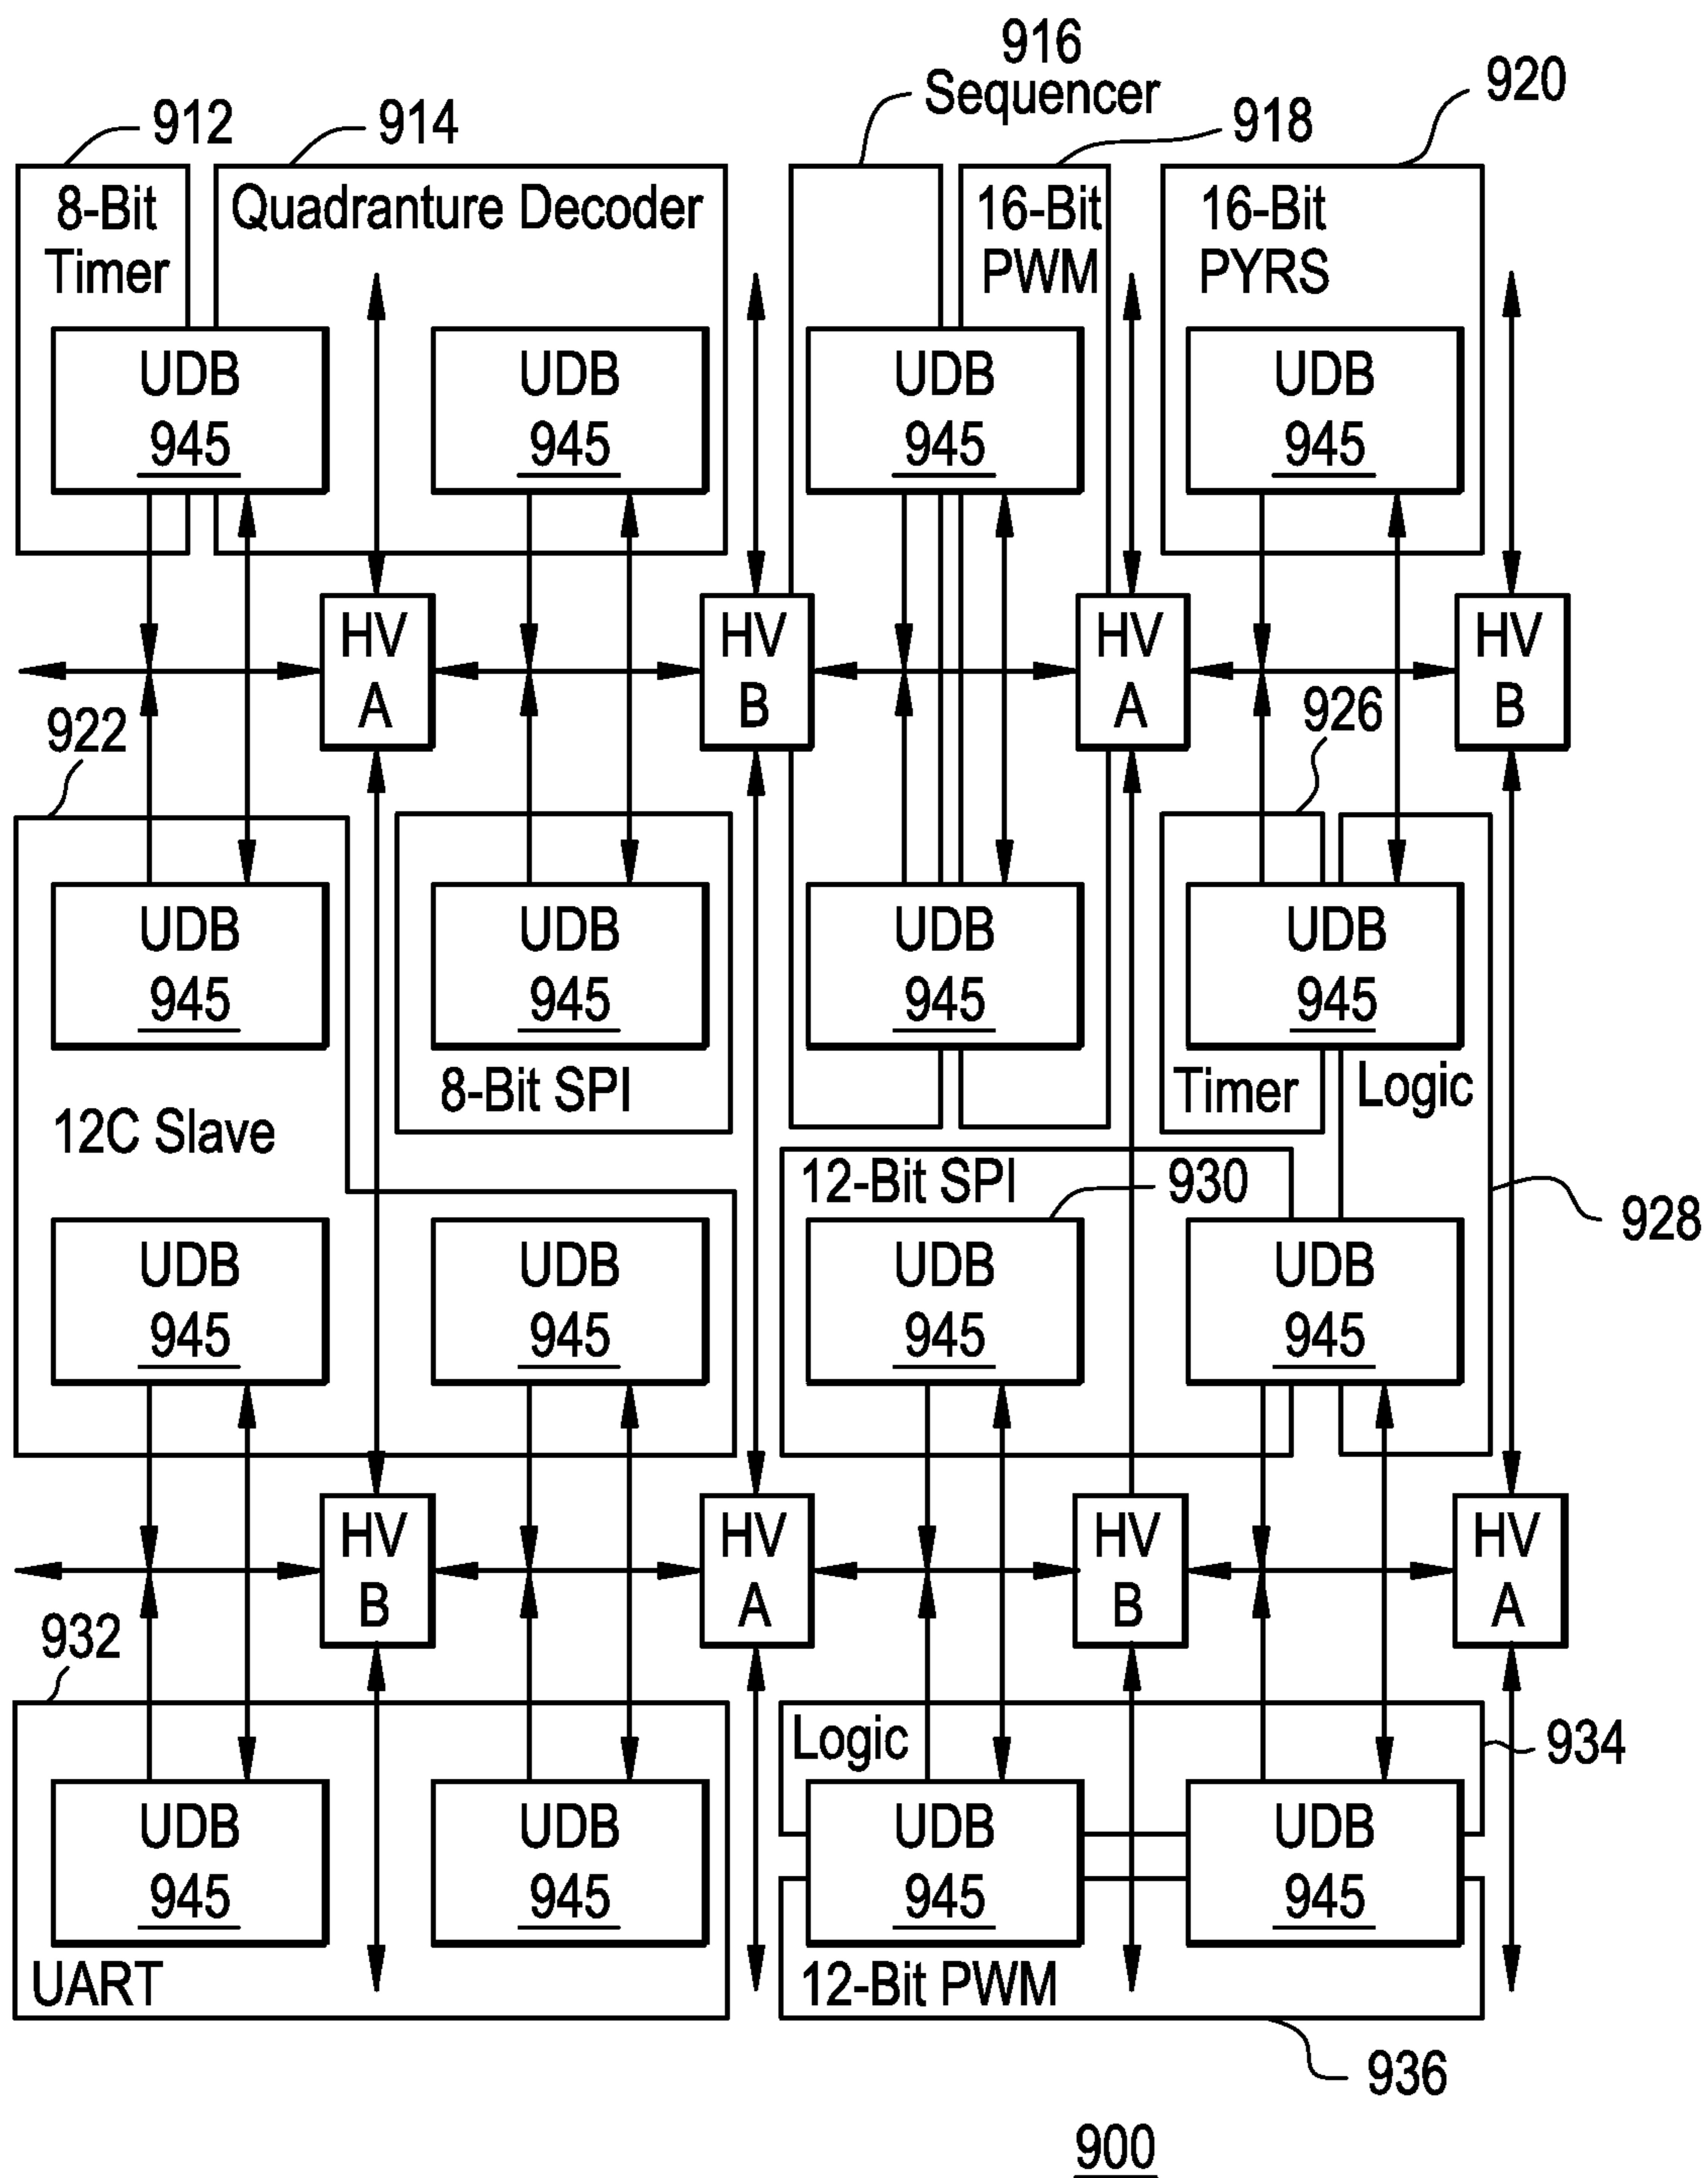 916
Sequencer
920
912
914
918
8-Bit
Timer
Quadranture Decoder
16-Bit
PWM
16-Bit
PYRS
UDB
945
UDB
945
UDB
945
UDB
945
HV
A
HV
B
HV
A
HV
B
922
926
UDB
945
UDB
945
UDB
945
UDB
945
8-Bit SPI
Timer
Logic
12C Slave
12-Bit SPI
930
928
UDB
945
UDB
945
UDB
945
UDB
945
HV
B
HV
A
HV
B
HV
A
932
Logic
934
UDB
945
UDB
945
UDB
945
UDB
945
UART
12-Bit PWM
936
900